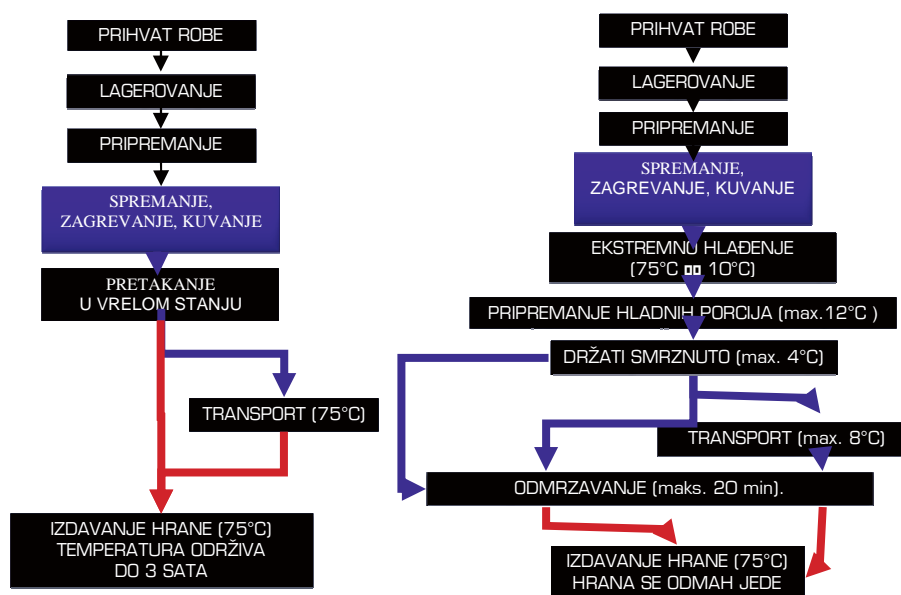 PRIHVAT ROBE
LAGEROVANJE
PRIPREMANJE
SPREMANJE,
ZAGREVANJE, KUVANJE
PRETAKANJE
U VRELOM STANJU
TRANSPORT (75°C)
IZDAVANJE HRANE (75°C)
TEMPERATURA ODRŽIVA
DO 3 SATA
PRIHVAT ROBE
LAGEROVANJE
PRIPREMANJE
SPREMANJE,
ZAGREVANJE, KUVANJE
EKSTREMNO HLAĐENJE
(75°C 10°C)
PRIPREMANJE HLADNIH PORCIJA (max.12°C )
DRŽATI SMRZNUTO (max. 4°C)
TRANSPORT (max. 8°C)
ODMRZAVANJE (maks. 20 min).
IZDAVANJE HRANE (75°C)
HRANA SE ODMAH JEDE